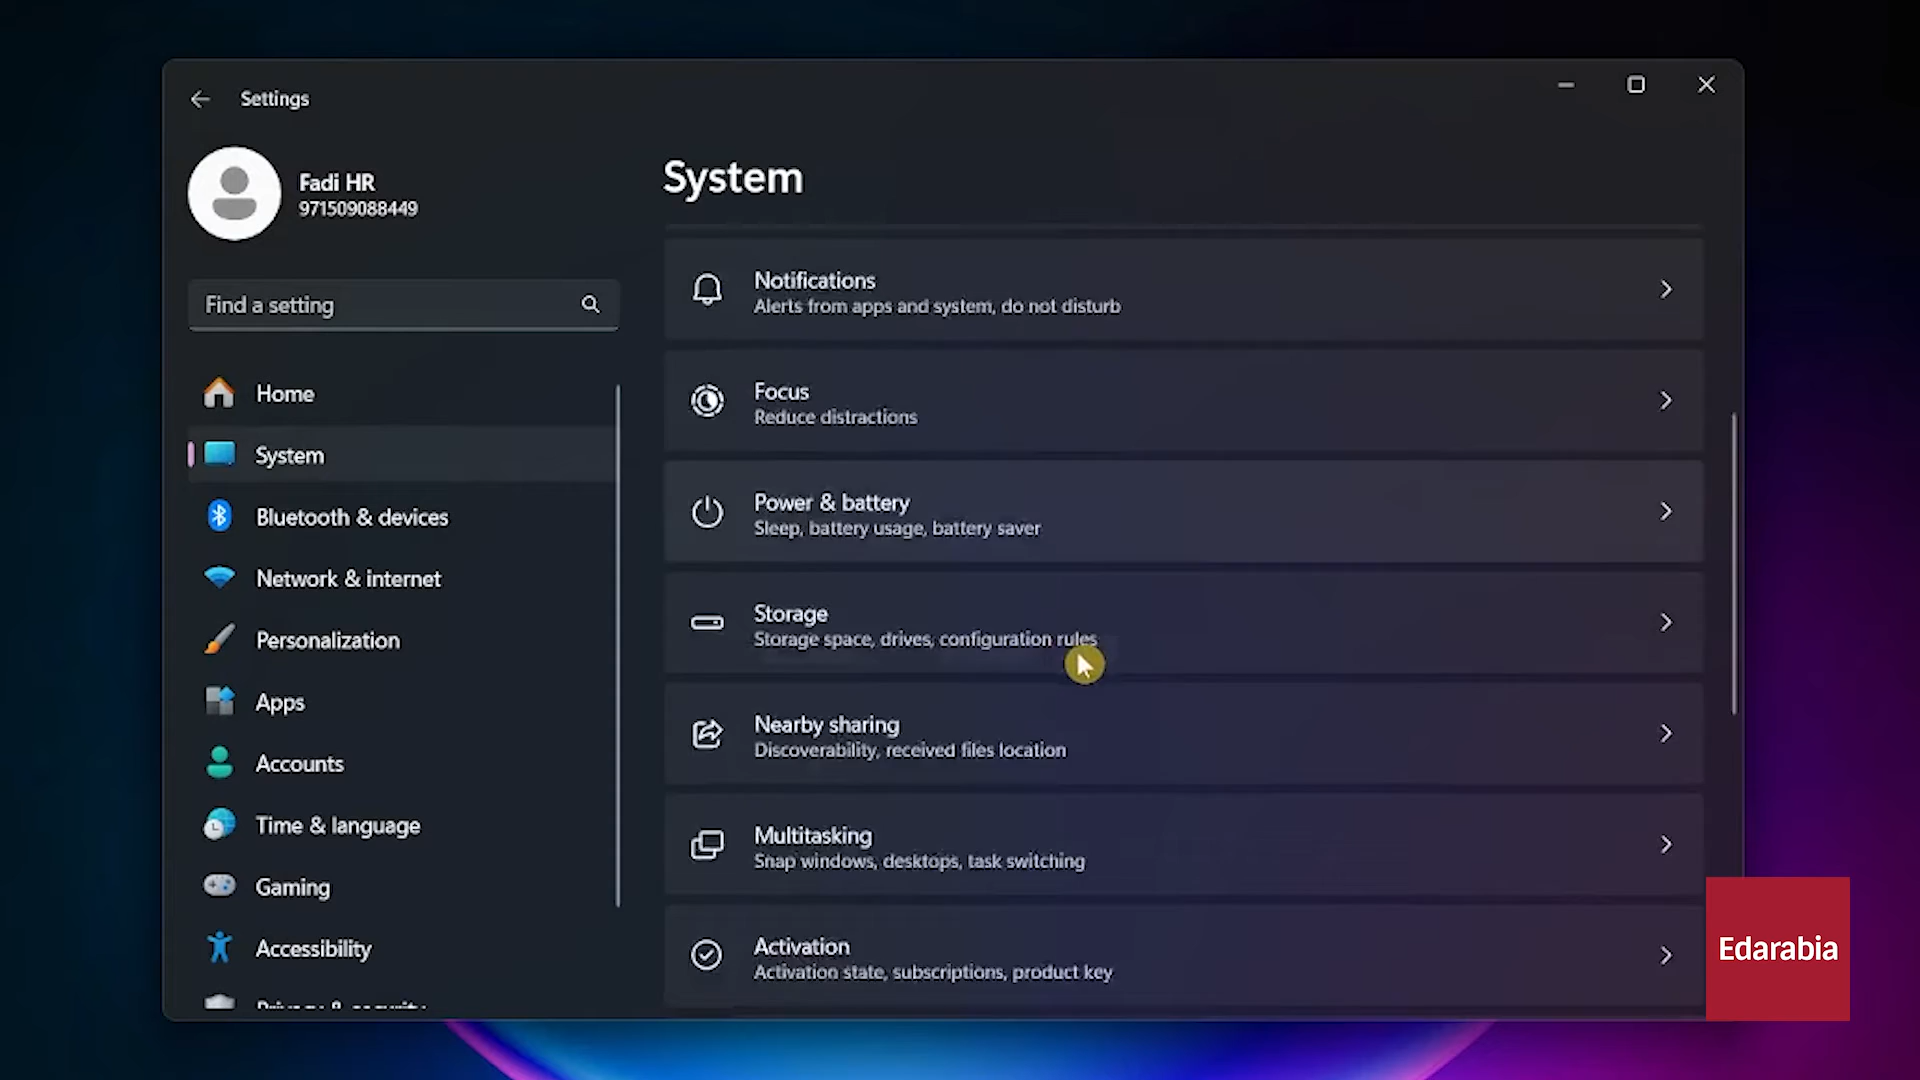 Settings
Fadi HR
971509088449
Find a setting
Home
System
Bluetooth & devices
Network & internet
Personalization
Apps
Accounts
Time & language
Gaming
Accessibility
Privacy & security
System
Notifications
Alerts from apps and system, do not disturb
Focus
Reduce distractions
Power & battery
Sleep, battery usage, battery saver
Storage
Storage space, drives, configuration rules
Nearby sharing
Discoverability, received files location
Multitasking
Snap windows, desktops, task switching
Activation
Activation state, subscriptions, product key
Edarabia